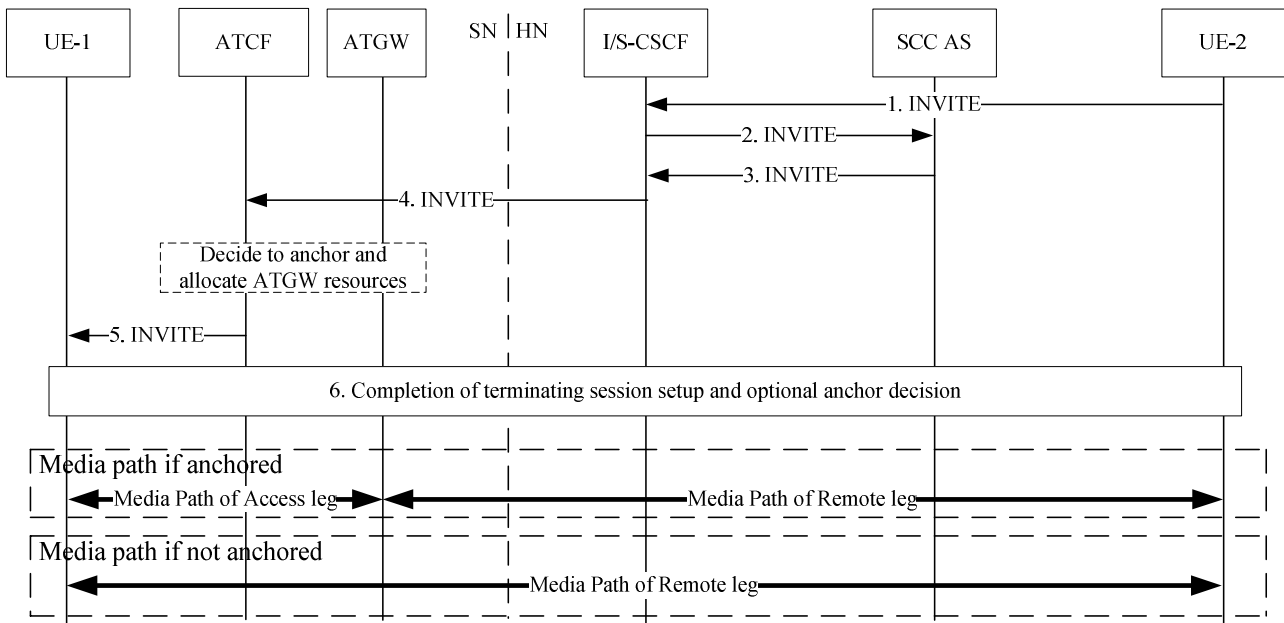 UE-1
ATCF
ATGW
SN
HN
I/S-CSCF
SCC AS
UE-2
1. INVITE
2. INVITE
3. INVITE
4. INVITE
Decide to anchor and
allocate ATGW resources
5. INVITE
6. Completion of terminating session setup and optional anchor decision
Media path if anchored
Media Path of Access leg
Media Path of Remote leg
Media path if not anchored
Media Path of Remote leg